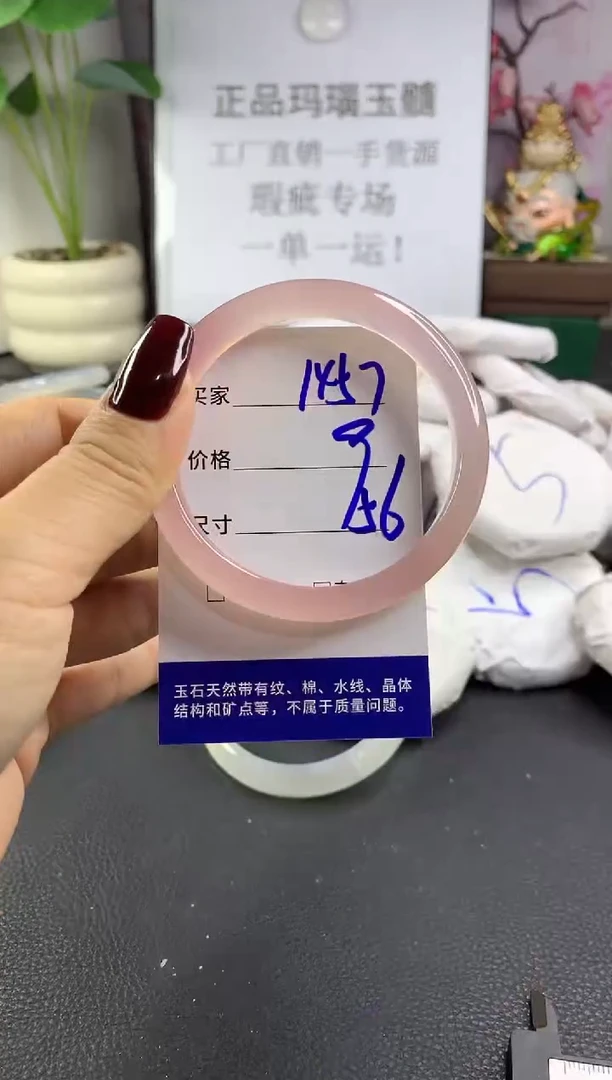 正品玛瑙玉髓
工厂直销一手货源
瑕疵专场
一单一运！
买家 1457
价格 9
尺寸 56
玉石天然带有纹、棉、水线、晶体
结构和矿点等，不属于质量问题。
5
5